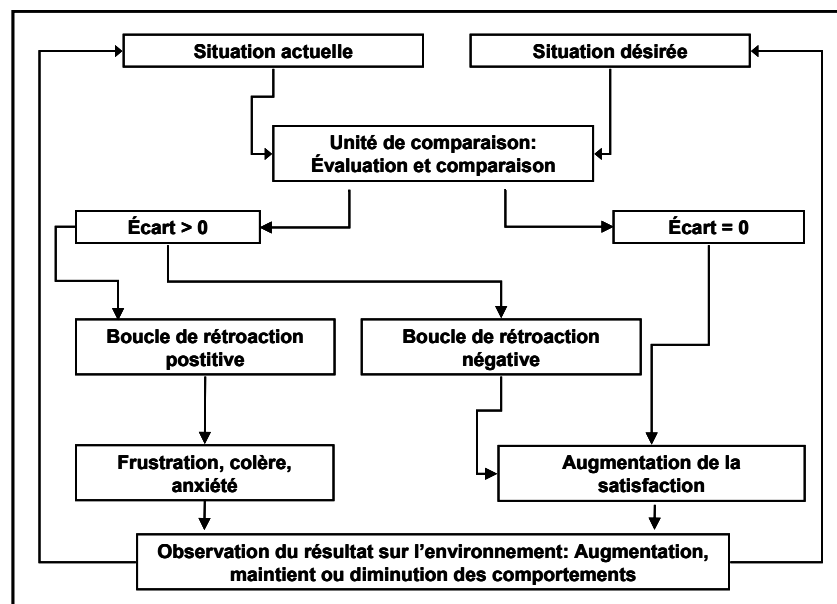 Situation actuelle
Situation désirée
Unité de comparaison:
Évaluation et comparaison
Écart > 0
Écart = 0
Boucle de rétroaction
postitive
Boucle de rétroaction
négative
Frustration, colère,
anxiété
Augmentation de la
satisfaction
Observation du résultat sur l’environnement: Augmentation,
maintient ou diminution des comportements